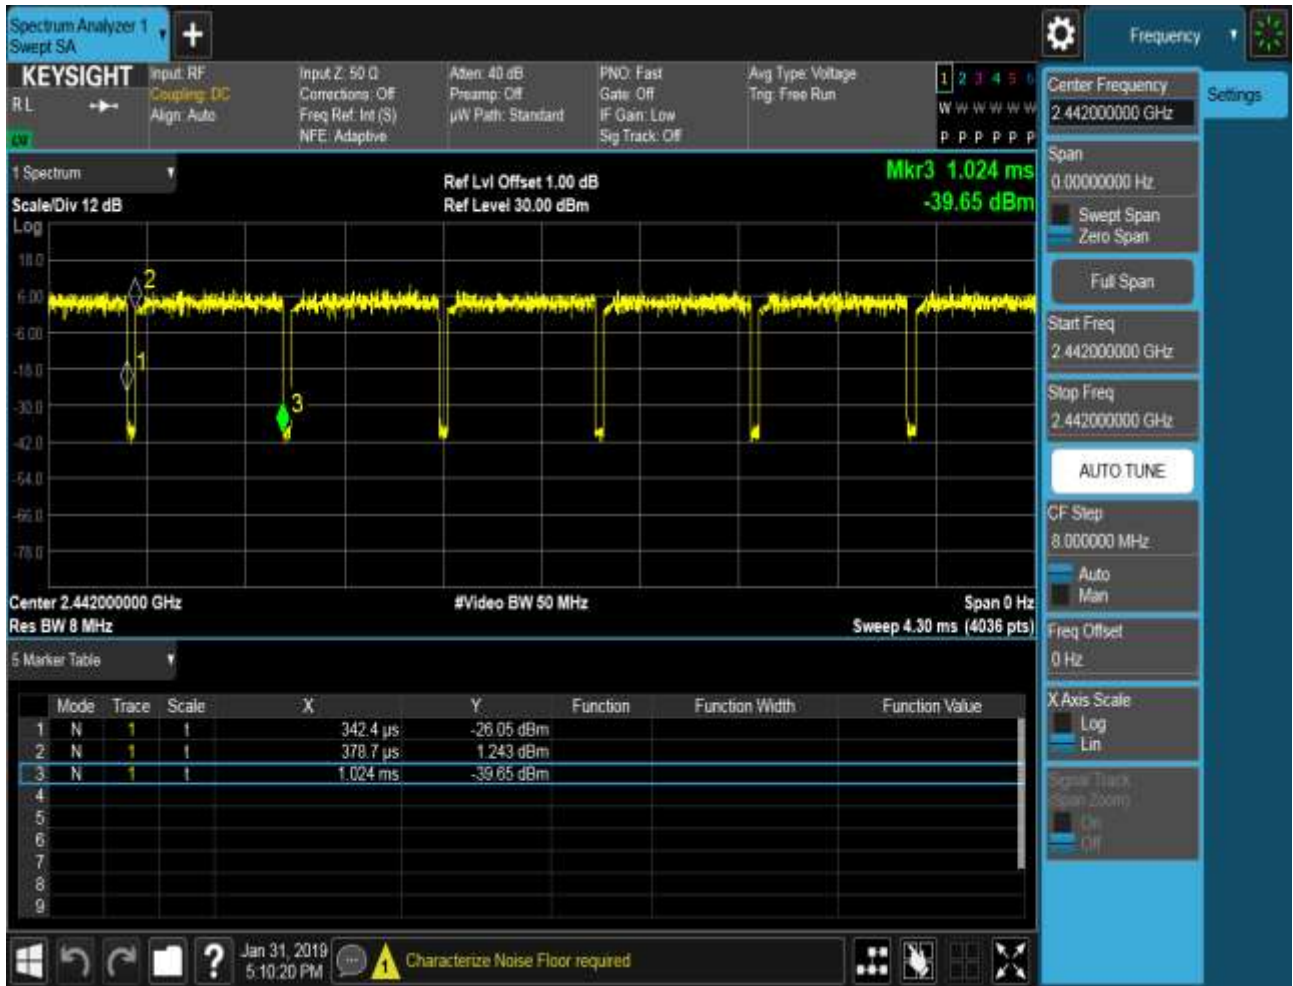 Spectrum Analyzer 1
Swept SA
Frequency
KEYSIGHT
R L
Input: RF
Coupling: DC
Align: Auto
Input Z: 50 Ω
Corrections: Off
Freq Ref: Int (S)
NFE: Adaptive
Atten: 40 dB
Preamp: Off
µW Path: Standard
PNO: Fast
Gate: Off
IF Gain: Low
Sig Track: Off
Avg Type: Voltage
Trig: Free Run
1 2 3 4 5 6
W W W W W W
P P P P P P
1 Spectrum
Scale/Div 12 dB
Ref Lvl Offset 1.00 dB
Ref Level 30.00 dBm
Mkr3 1.024 ms
-39.65 dBm
Log
18.0
6.00
-6.00
-18.0
-30.0
-42.0
-54.0
-66.0
-78.0
2
1
3
Center 2.442000000 GHz
#Video BW 50 MHz
Span 0 Hz
Res BW 8 MHz
Sweep 4.30 ms (4036 pts)
5 Marker Table
Mode Trace Scale X Y Function Function Width Function Value
1 N 1 t 342.4 µs -26.05 dBm
2 N 1 t 378.7 µs 1.243 dBm
3 N 1 t 1.024 ms -39.65 dBm
4
5
6
7
8
9
Jan 31, 2019
5:10:20 PM
1
Characterize Noise Floor required
Center Frequency
2.442000000 GHz
Settings
Span
0.00000000 Hz
Swept Span
Zero Span
Full Span
Start Freq
2.442000000 GHz
Stop Freq
2.442000000 GHz
AUTO TUNE
CF Step
8.000000 MHz
Auto
Man
Freq Offset
0 Hz
X Axis Scale
Log
Lin
Signal Track
(Span Zoom)
On
Off